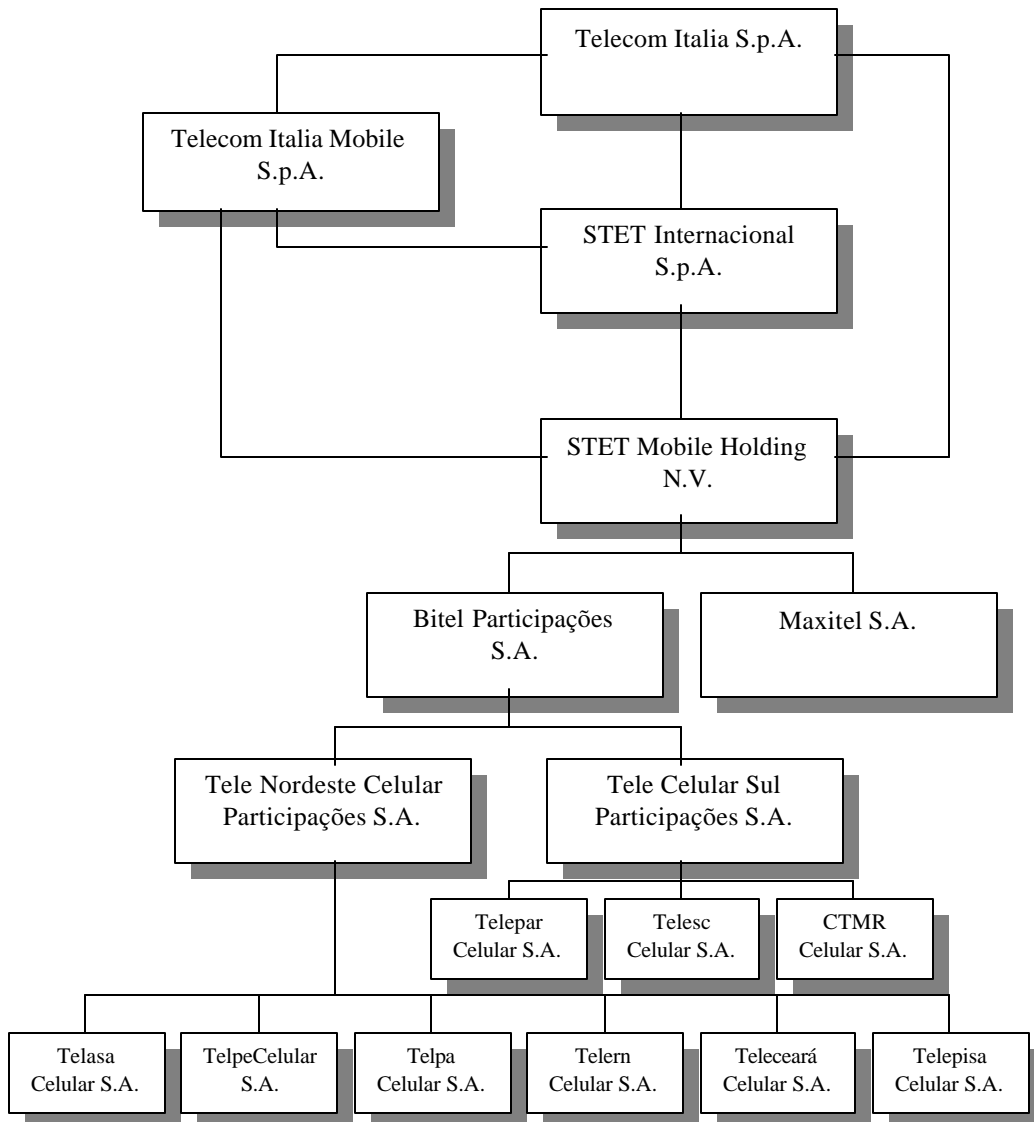 Telecom Italia S.p.A.
Telecom Italia Mobile
S.p.A.
STET Internacional
S.p.A.
STET Mobile Holding
N.V.
Bitel Participações
S.A.
Maxitel S.A.
Tele Nordeste Celular
Participações S.A.
Tele Celular Sul
Participações S.A.
Telepar
Celular S.A.
Telesc
Celular S.A.
CTMR
Celular S.A.
Telasa
Celular S.A.
TelpeCelular
S.A.
Telpa
Celular S.A.
Telern
Celular S.A.
Teleceará
Celular S.A.
Telepisa
Celular S.A.